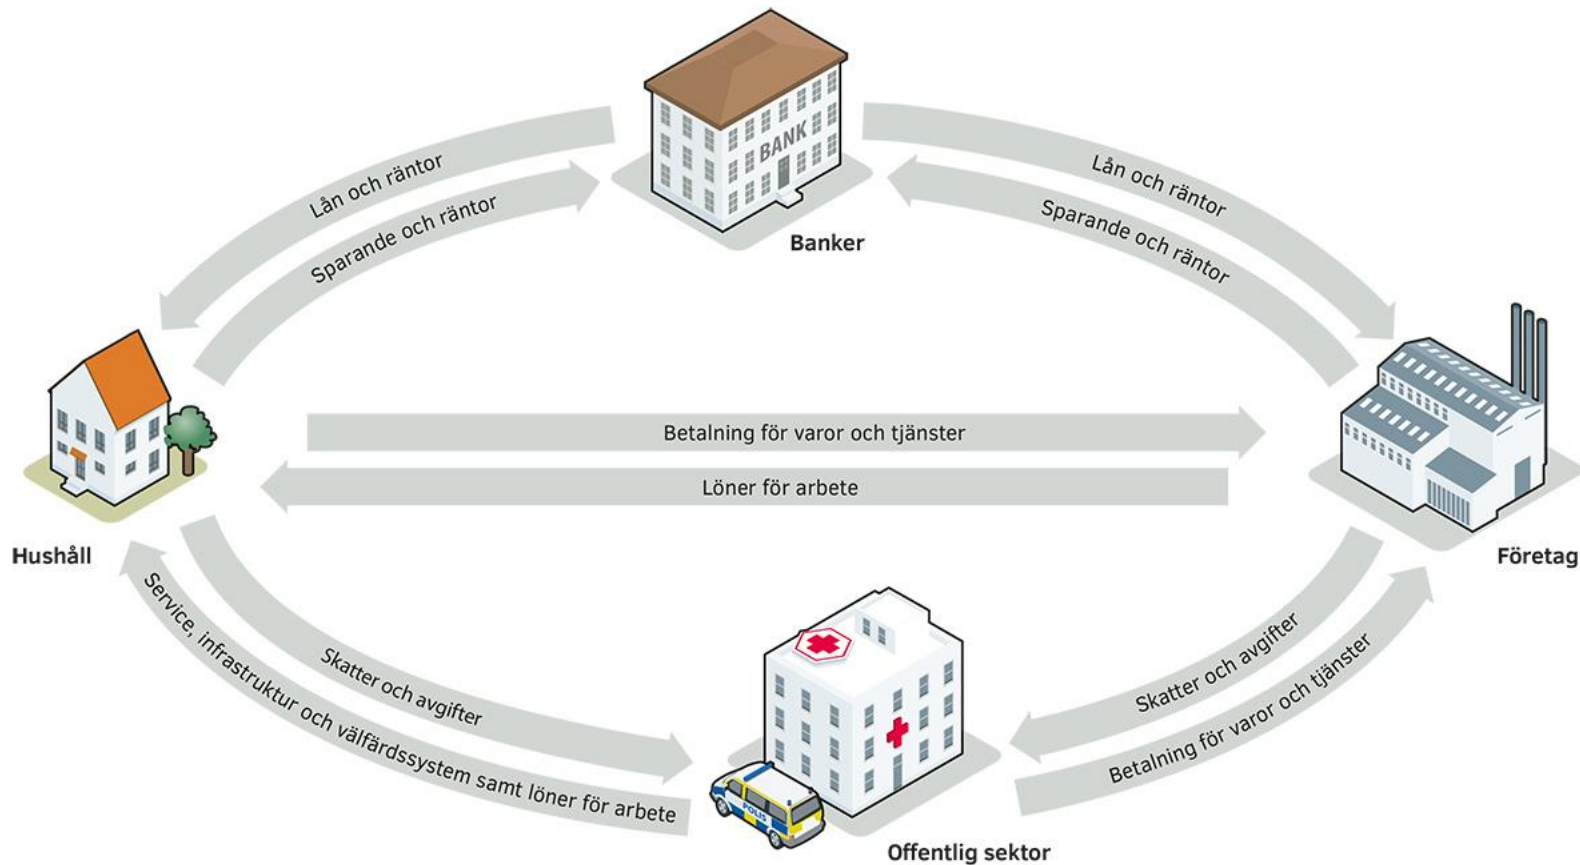 BANK
Banker
Lån och räntor
Sparande och räntor
Lån och räntor
Sparande och räntor
Betalning för varor och tjänster
Löner för arbete
Hushåll
Företag
Skatter och avgifter
Service, infrastruktur och välfärdssystem samt löner för arbete
Skatter och avgifter
Betalning för varor och tjänster
POLIS
Offentlig sektor